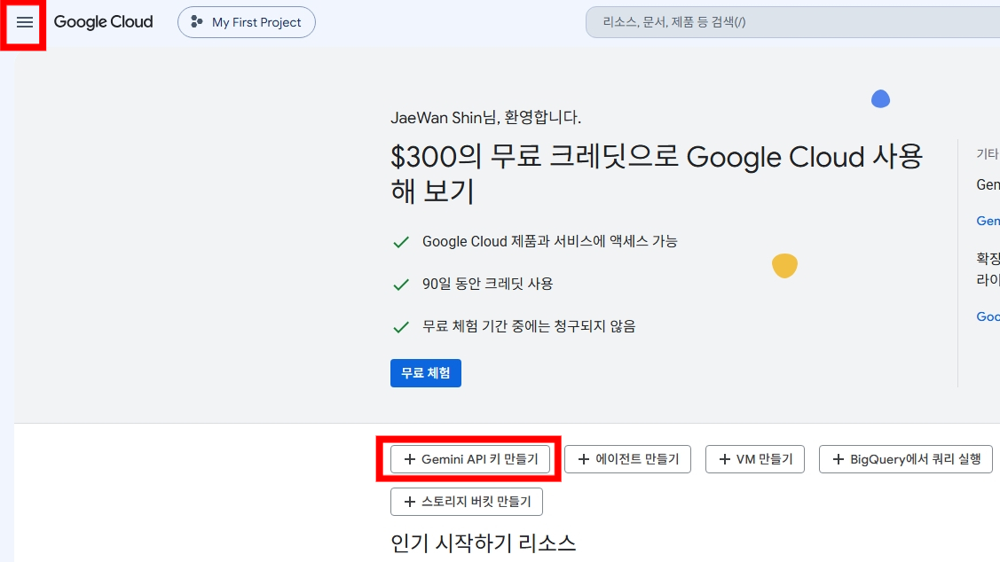 Google Cloud
My First Project
리소스, 문서, 제품 등 검색(/)
JaeWan Shin님, 환영합니다.
$300의 무료 크레딧으로 Google Cloud 사용
해 보기
Google Cloud 제품과 서비스에 액세스 가능
90일 동안 크레딧 사용
무료 체험 기간 중에는 청구되지 않음
무료 체험
기타
Gen
Gen
확장
라이
Goo
Gemini API 키 만들기
에이전트 만들기
VM 만들기
BigQuery에서 쿼리 실행
스토리지 버킷 만들기
인기 시작하기 리소스